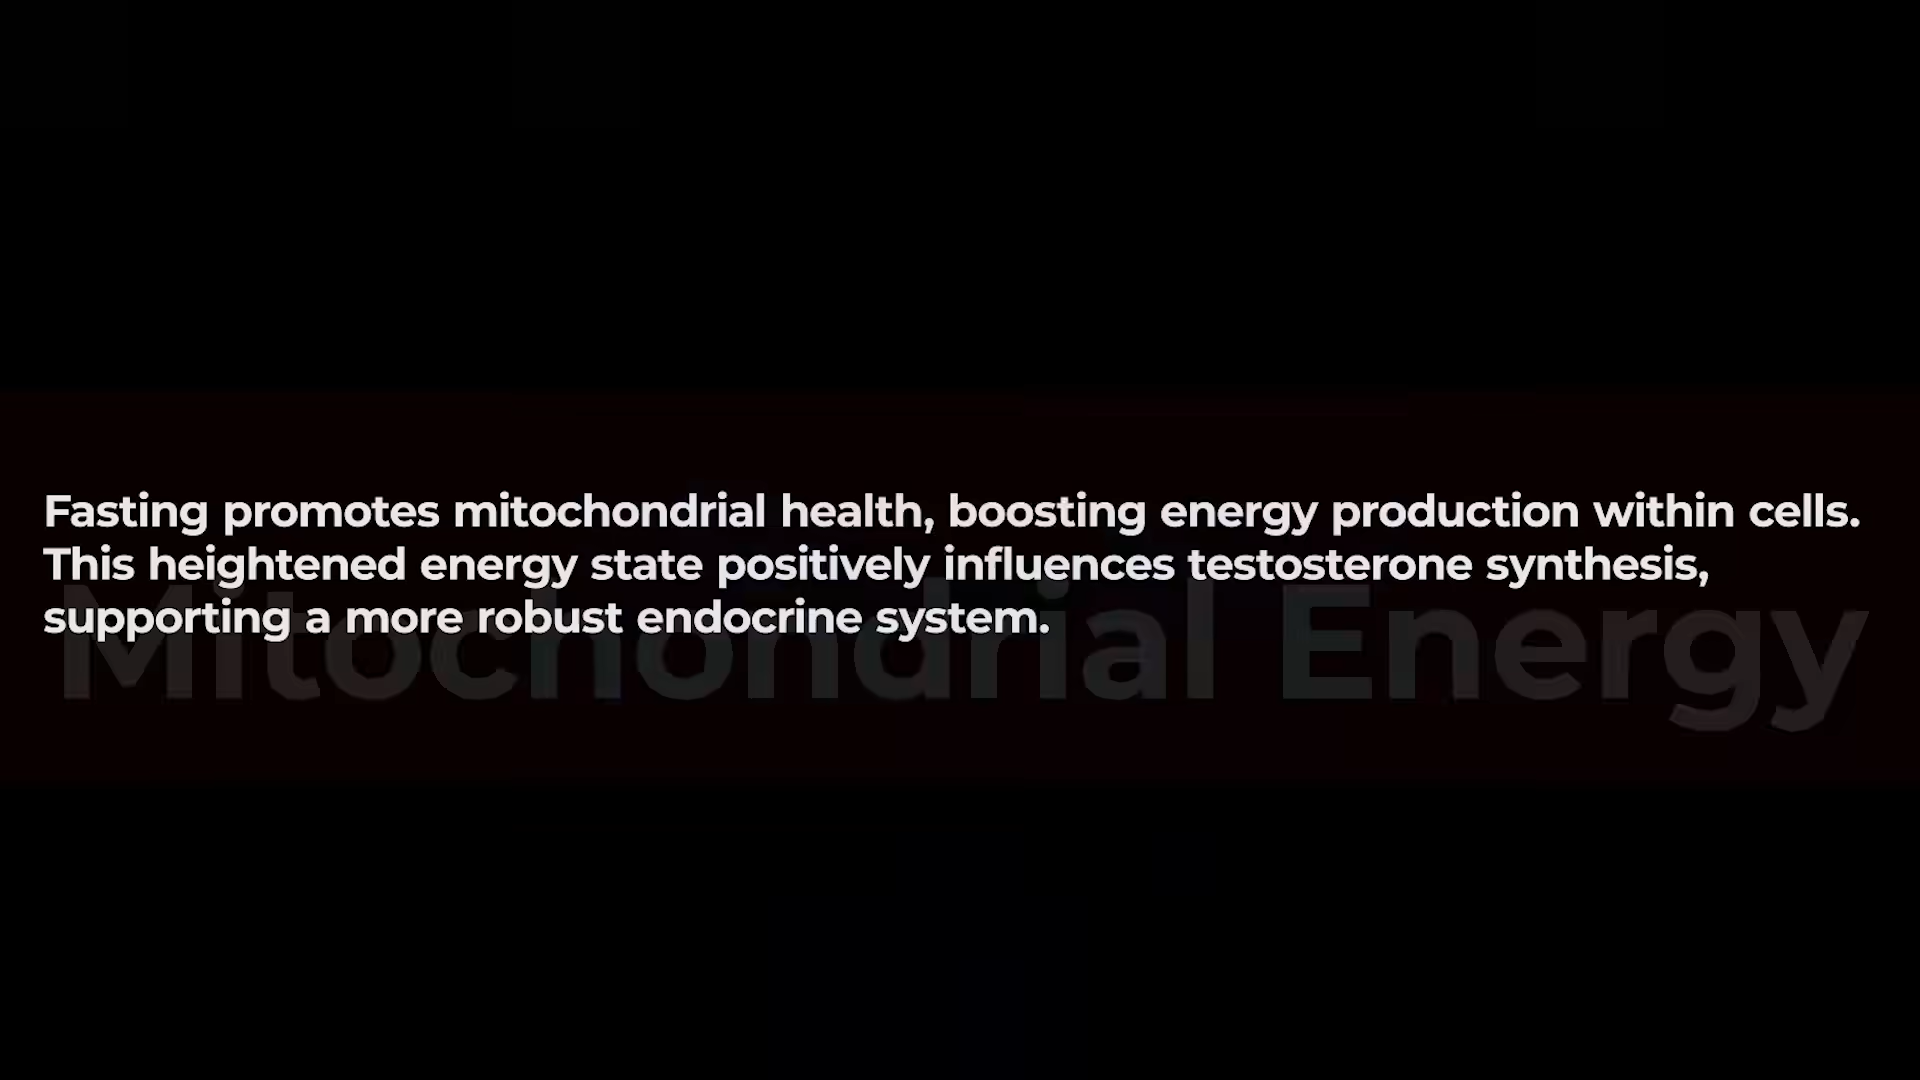 Fasting promotes mitochondrial health, boosting energy production within cells.
This heightened energy state positively influences testosterone synthesis,
supporting a more robust endocrine system.
Mitochondrial Energy